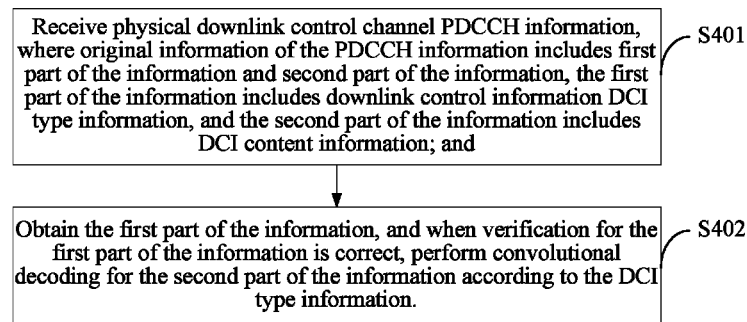 Receive physical downlink control channel PDCCH information,
where original information of the PDCCH information includes first
part of the information and second part of the information, the first
part of the information includes downlink control information DCI
type information, and the second part of the information includes
DCI content information; and
S401
Obtain the first part of the information, and when verification for the
first part of the information is correct, perform convolutional
decoding for the second part of the information according to the DCI
type information.
S402